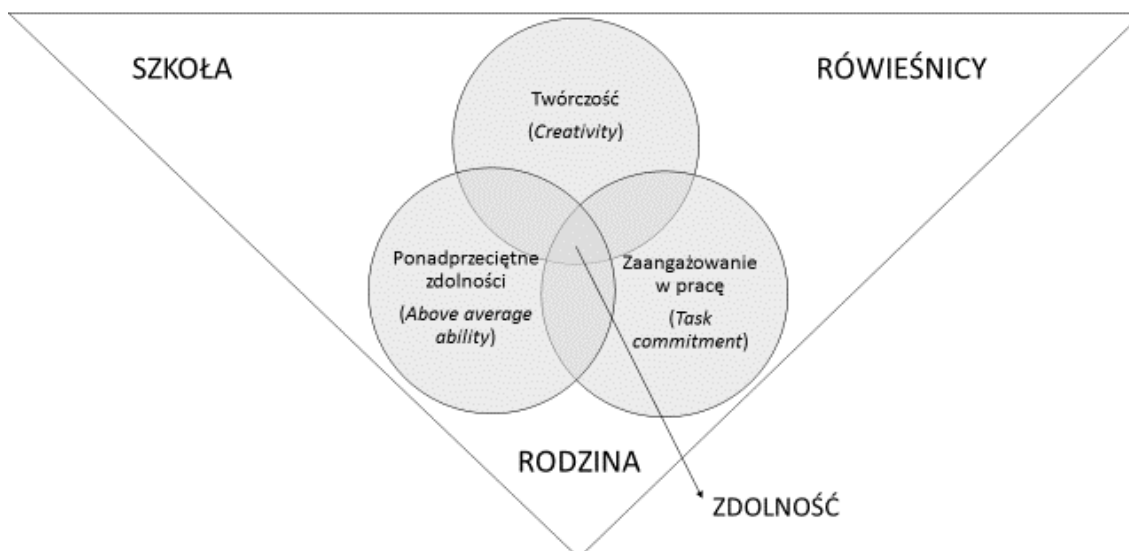 SZKOŁA
RÓWIEŚNICY
Twórczość
(Creativity)
Ponadprzeciętne
zdolności
(Above average
ability)
Zaangażowanie
w pracę
(Task
commitment)
RODZINA
ZDOLNOŚĆ